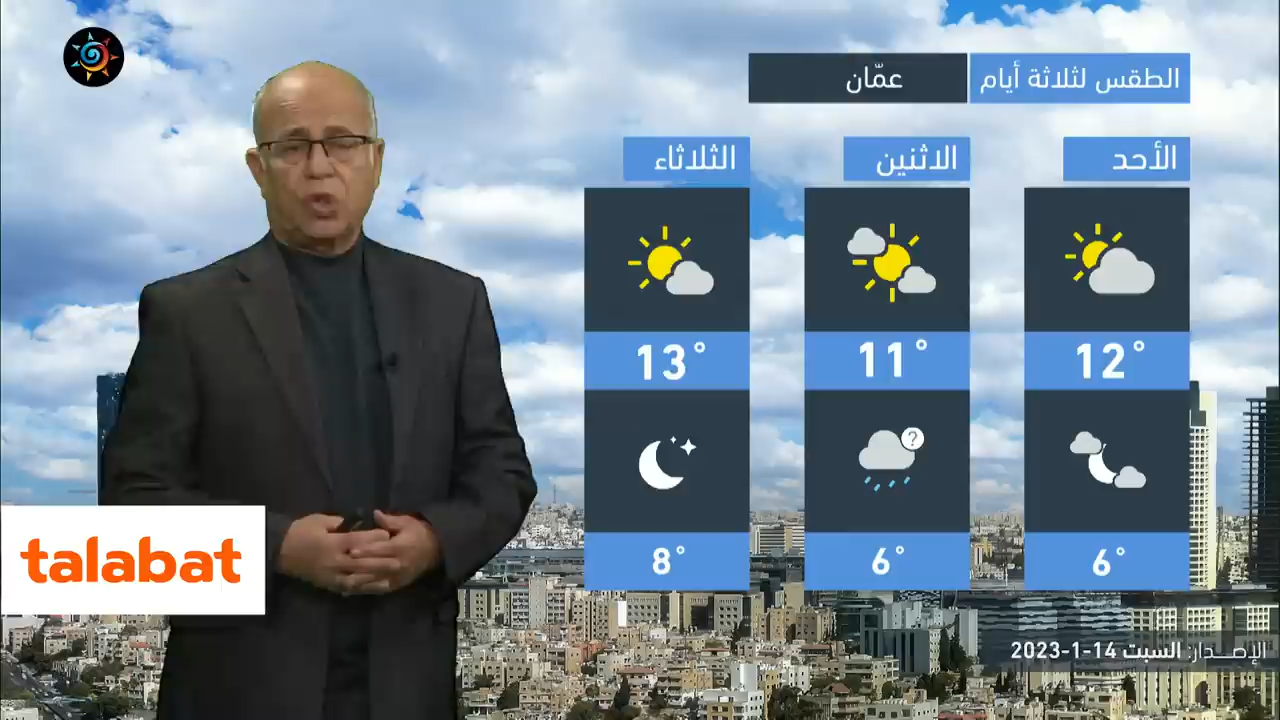 الطقس لثلاثة أيام
عمّان
الأحد
الاثنين
الثلاثاء
12°
11°
13°
?
6°
6°
8°
talabat
الإصــدار: السبت 14-1-2023